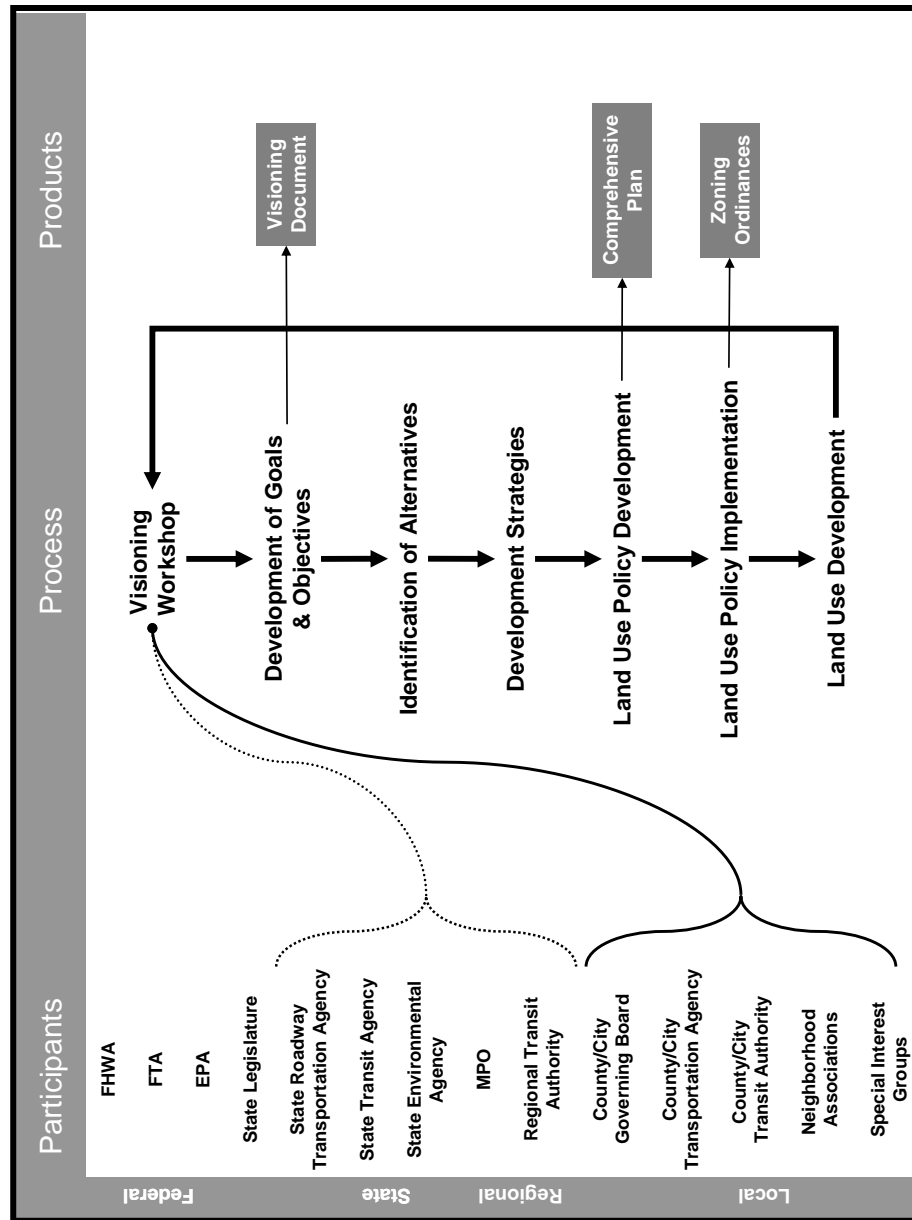 Participants
Process
Products
Federal
State
Regional
Local
FHWA
FTA
EPA
State Legislature
State Roadway
Transportation Agency
State Transit Agency
State Environmental
Agency
MPO
Regional Transit
Authority
County/City
Governing Board
County/City
Transportation Agency
County/City
Transit Authority
Neighborhood
Associations
Special Interest
Groups
Visioning
Workshop
Development of Goals
& Objectives
Identification of Alternatives
Development Strategies
Land Use Policy Development
Land Use Policy Implementation
Land Use Development
Visioning
Document
Comprehensive
Plan
Zoning
Ordinances